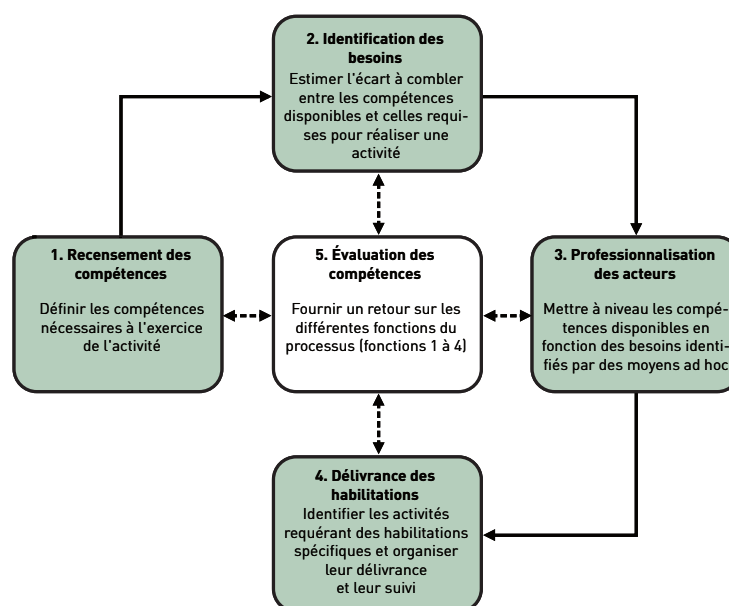 2. Identification des
besoins
Estimer l'écart à combler
entre les compétences
disponibles et celles requi-
ses pour réaliser une
activité
1. Recensement des
compétences
Définir les compétences
nécessaires à l'exercice
de l'activité
5. Évaluation des
compétences
Fournir un retour sur les
différentes fonctions du
processus (fonctions 1 à 4)
3. Professionnalisation
des acteurs
Mettre à niveau les compé-
tences disponibles en
fonction des besoins identi-
fiés par des moyens ad hoc
4. Délivrance des
habilitations
Identifier les activités
requérant des habilitations
spécifiques et organiser
leur délivrance
et leur suivi